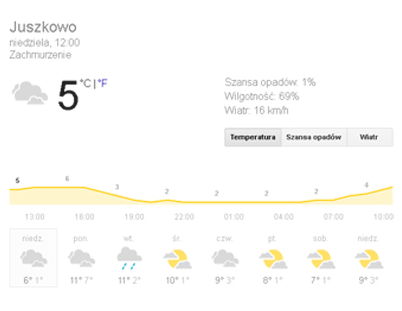 Juszkowo
niedziela, 12:00
Zachmurzenie
5 °C | °F
Szansa opadów: 1%
Wilgotność: 69%
Wiatr: 16 km/h
Temperatura Szansa opadów Wiatr
5 6 3 2 2 2 2 4
13:00 16:00 19:00 22:00 01:00 04:00 07:00 10:00
niedz. pon. wt. śr. czw. pt. sob. niedz.
6° 1° 11° 7° 11° 2° 10° 1° 9° 3° 8° 1° 7° 1° 9° 3°